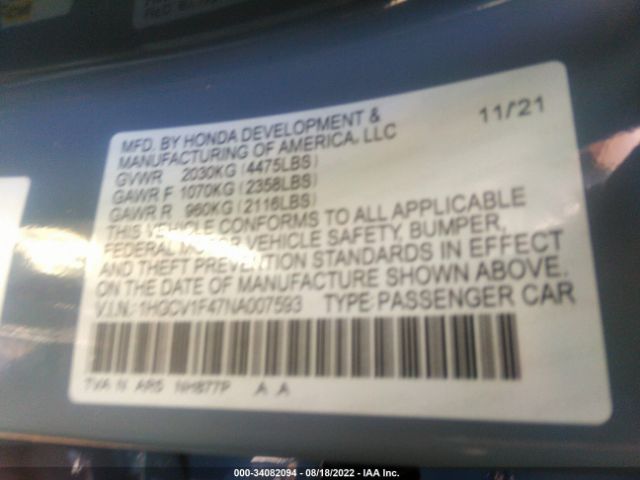 MFD. BY HONDA DEVELOPMENT &
MANUFACTURING OF AMERICA, LLC
11/21
GVWR 2030KG (4475LBS)
GAWR F 1070KG (2358LBS)
GAWR R 960KG (2116LBS)
THIS VEHICLE CONFORMS TO ALL APPLICABLE
FEDERAL MOTOR VEHICLE SAFETY, BUMPER,
AND THEFT PREVENTION STANDARDS IN EFFECT
ON THE DATE OF MANUFACTURE SHOWN ABOVE.
V.I.N.: 1HGCV1F47NA007593 TYPE: PASSENGER CAR
TVA N AR5 NH877P A A
000-34082094 - 08/18/2022 - IAA Inc.